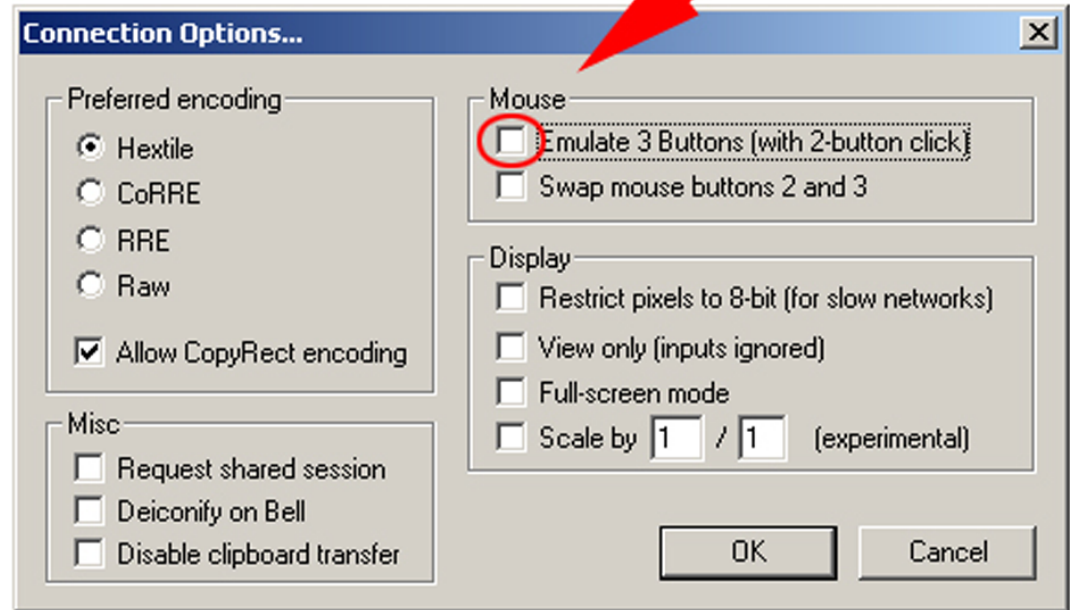 Connection Options...
Preferred encoding
Hextile
CoRRE
RRE
Raw
Allow CopyRect encoding
Misc
Request shared session
Deiconify on Bell
Disable clipboard transfer
Mouse
Emulate 3 Buttons (with 2-button click)
Swap mouse buttons 2 and 3
Display
Restrict pixels to 8-bit (for slow networks)
View only (inputs ignored)
Full-screen mode
Scale by 1 / 1 (experimental)
OK Cancel